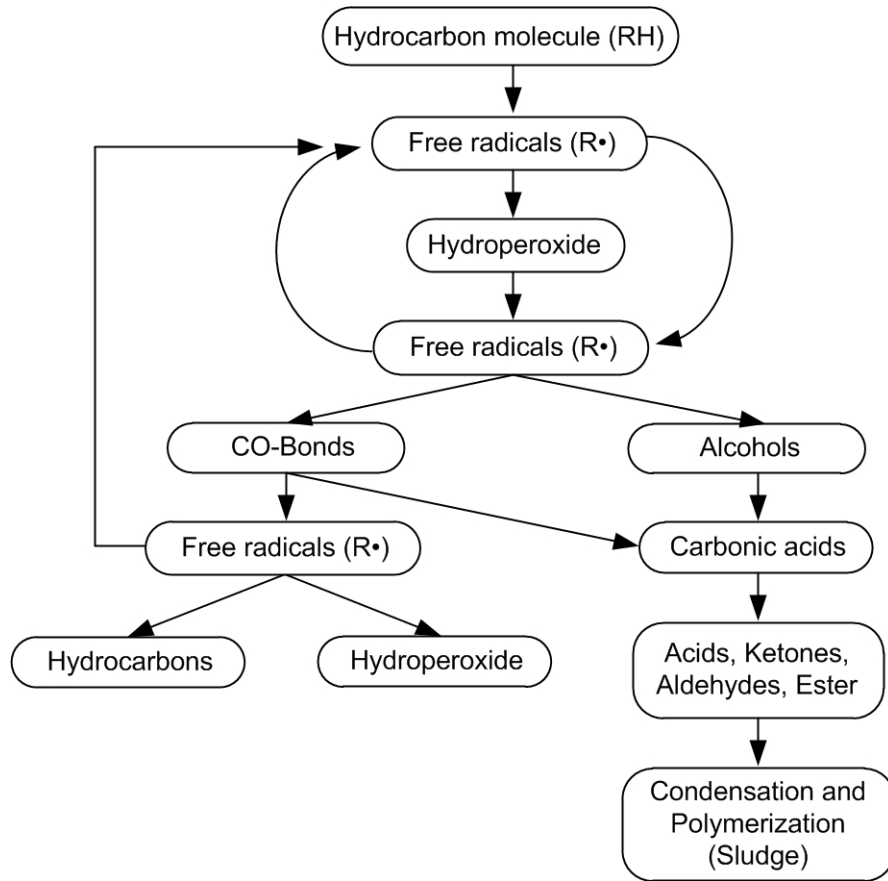 Hydrocarbon molecule (RH)
Free radicals (R•)
Hydroperoxide
Free radicals (R•)
CO-Bonds
Alcohols
Free radicals (R•)
Carbonic acids
Hydrocarbons
Hydroperoxide
Acids, Ketones,
Aldehydes, Ester
Condensation and
Polymerization
(Sludge)